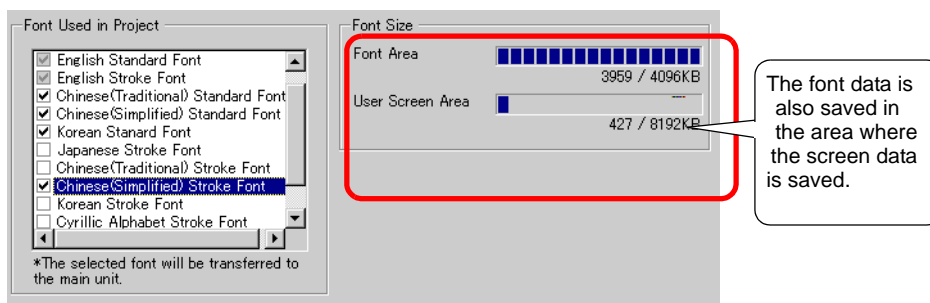 Font Used in Project
English Standard Font
English Stroke Font
Chinese(Traditional) Standard Font
Chinese(Simplified) Standard Font
Korean Stanard Font
Japanese Stroke Font
Chinese(Traditional) Stroke Font
Chinese(Simplified) Stroke Font
Korean Stroke Font
Cyrillic Alphabet Stroke Font
*The selected font will be transferred to
the main unit.
Font Size
Font Area
3959 / 4096KB
User Screen Area
427 / 8192KB
The font data is
also saved in
the area where
the screen data
is saved.